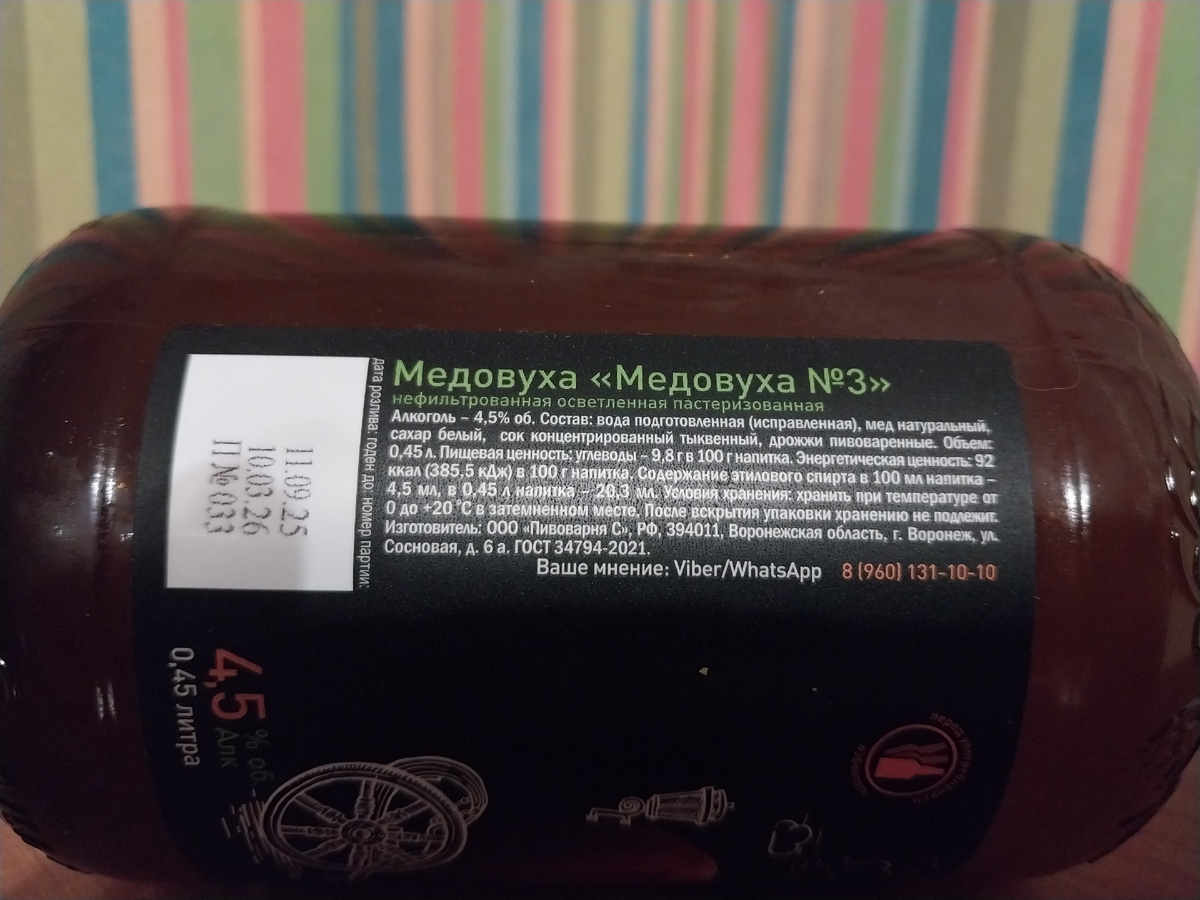 Медовуха «Медовуха №3»
нефильтрованная осветленная пастеризованная
Алкоголь – 4,5% об. Состав: вода подготовленная (исправленная), мед натуральный,
сахар белый, сок концентрированный тыквенный, дрожжи пивоваренные. Объем:
0,45 л. Пищевая ценность: углеводы – 9,8 г в 100 г напитка. Энергетическая ценность: 92
ккал (385,5 кДж) в 100 г напитка. Содержание этилового спирта в 100 мл напитка –
4,5 мл, в 0,45 л напитка – 20,3 мл. Условия хранения: хранить при температуре от
0 до +20 °С в затемненном месте. После вскрытия упаковки хранению не подлежит.
Изготовитель: ООО «Пивоварня С», РФ, 394011, Воронежская область, г. Воронеж, ул.
Сосновая, д. 6 а. ГОСТ 34794-2021.
Ваше мнение: Viber/WhatsApp 8 (960) 131-10-10
дата розлива: годен до: номер партии:
11.09.25
10.03.26
П №033
4,5 % об
Алк
0,45 литра
перед употреблением
взболтать